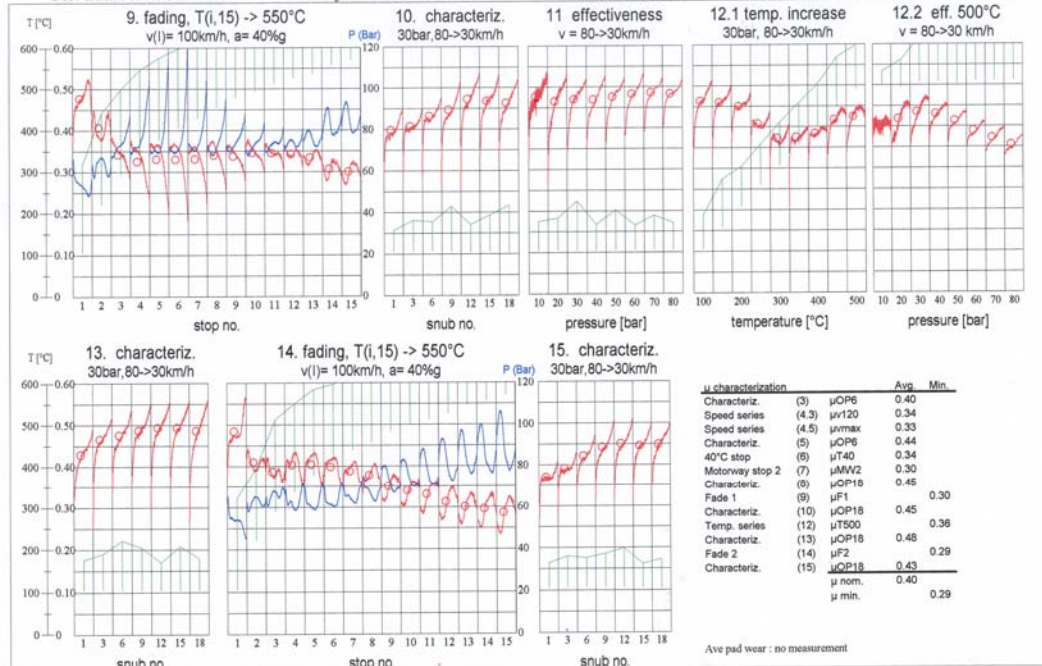 9. fading, T(i,15) -> 550°C
v(I)= 100km/h, a= 40%g
T [°C]
P (Bar)
600 0.60
500 0.50
400 0.40
300 0.30
200 0.20
100 0.10
0 0
120
100
80
60
40
20
0
1 2 3 4 5 6 7 8 9 10 11 12 13 14 15
stop no.
10. characteriz.
30bar,80->30km/h
1 3 6 9 12 15 18
snub no.
11 effectiveness
v = 80->30km/h
10 20 30 40 50 60 70 80
pressure [bar]
12.1 temp. increase
30bar, 80->30km/h
100 200 300 400 500
temperature [°C]
12.2 eff. 500°C
v = 80->30 km/h
10 20 30 40 50 60 70 80
pressure [bar]
13. characteriz.
30bar,80->30km/h
T [°C]
600 0.60
500 0.50
400 0.40
300 0.30
200 0.20
100 0.10
0 0
1 3 6 9 12 15 18
snub no.
14. fading, T(i,15) -> 550°C
v(I)= 100km/h, a= 40%g
P (Bar)
120
100
80
60
40
20
0
1 2 3 4 5 6 7 8 9 10 11 12 13 14 15
stop no.
15. characteriz.
30bar,80->30km/h
1 3 6 9 12 15 18
snub no.
µ characterization Avg. Min.
Characteriz. (3) µOP6 0.40
Speed series (4.3) µv120 0.34
Speed series (4.5) µvmax 0.33
Characteriz. (5) µOP6 0.44
40°C stop (6) µT40 0.34
Motorway stop 2 (7) µMW2 0.30
Characteriz. (8) µOP18 0.45
Fade 1 (9) µF1 0.30
Characteriz. (10) µOP18 0.45
Temp. series (12) µT500 0.36
Characteriz. (13) µOP18 0.48
Fade 2 (14) µF2 0.29
Characteriz. (15) µOP18 0.43
µ nom. 0.40
µ min. 0.29
Ave pad wear : no measurement